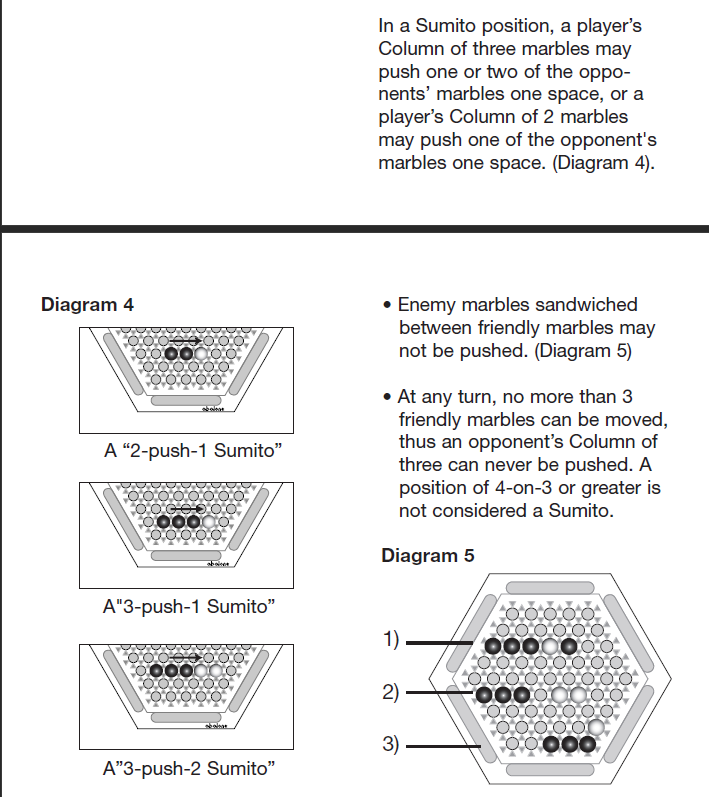 In a Sumito position, a player's
Column of three marbles may
push one or two of the oppo-
nents' marbles one space, or a
player's Column of 2 marbles
may push one of the opponent's
marbles one space. (Diagram 4).
Diagram 4
abalone
A “2-push-1 Sumito”
abalone
A"3-push-1 Sumito”
abalone
A”3-push-2 Sumito”
• Enemy marbles sandwiched
between friendly marbles may
not be pushed. (Diagram 5)
• At any turn, no more than 3
friendly marbles can be moved,
thus an opponent’s Column of
three can never be pushed. A
position of 4-on-3 or greater is
not considered a Sumito.
Diagram 5
1)
2)
3)